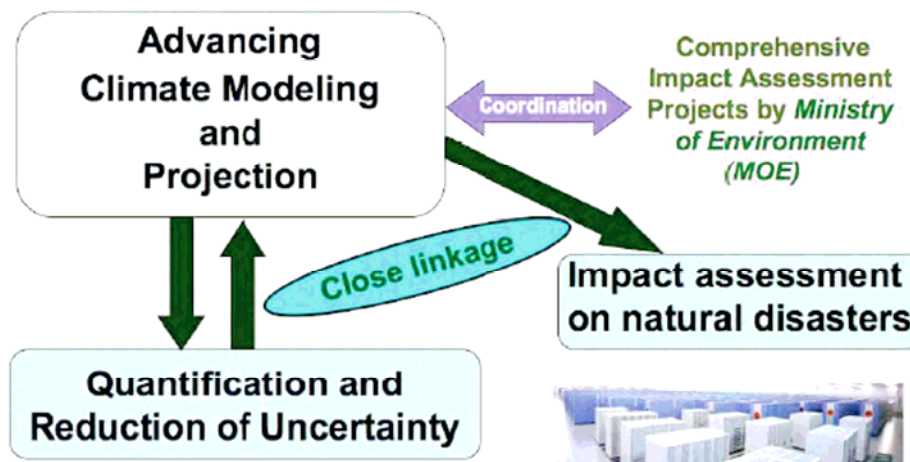 Advancing
Climate Modeling
and
Projection
Coordination
Comprehensive
Impact Assessment
Projects by Ministry
of Environment
(MOE)
Close linkage
Impact assessment
on natural disasters
Quantification and
Reduction of Uncertainty